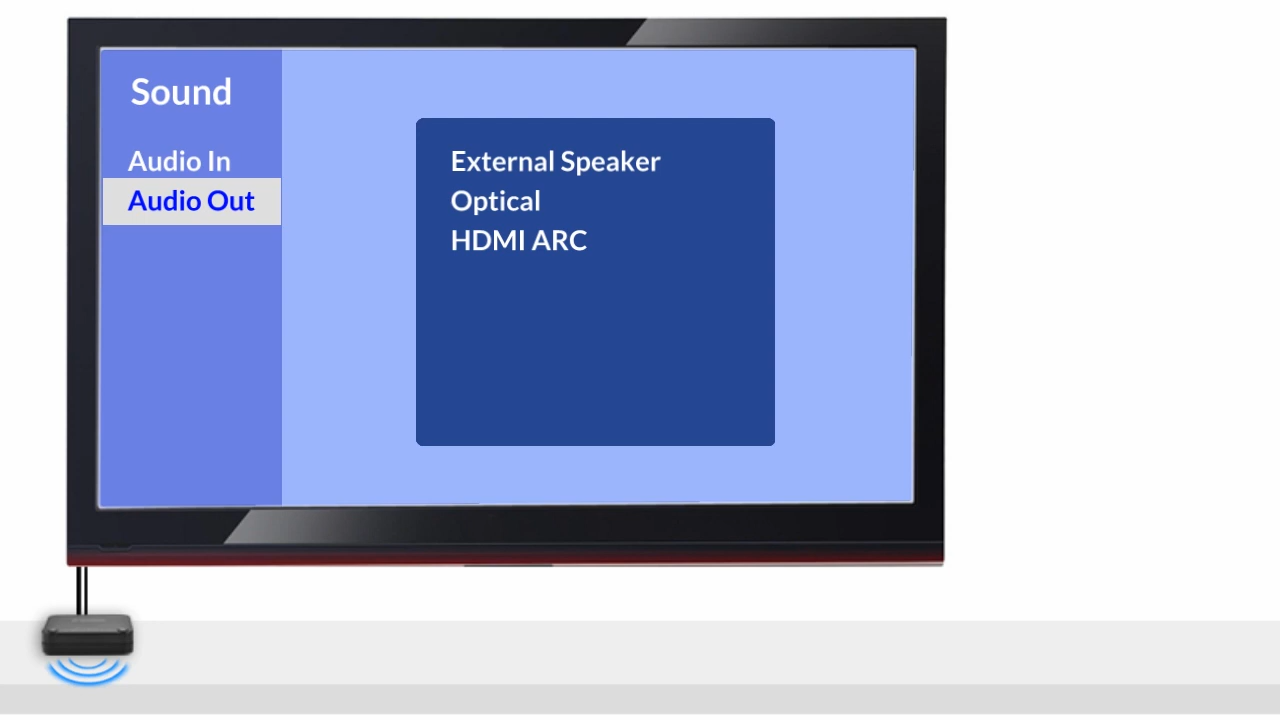 Sound
Audio In
Audio Out
External Speaker
Optical
HDMI ARC